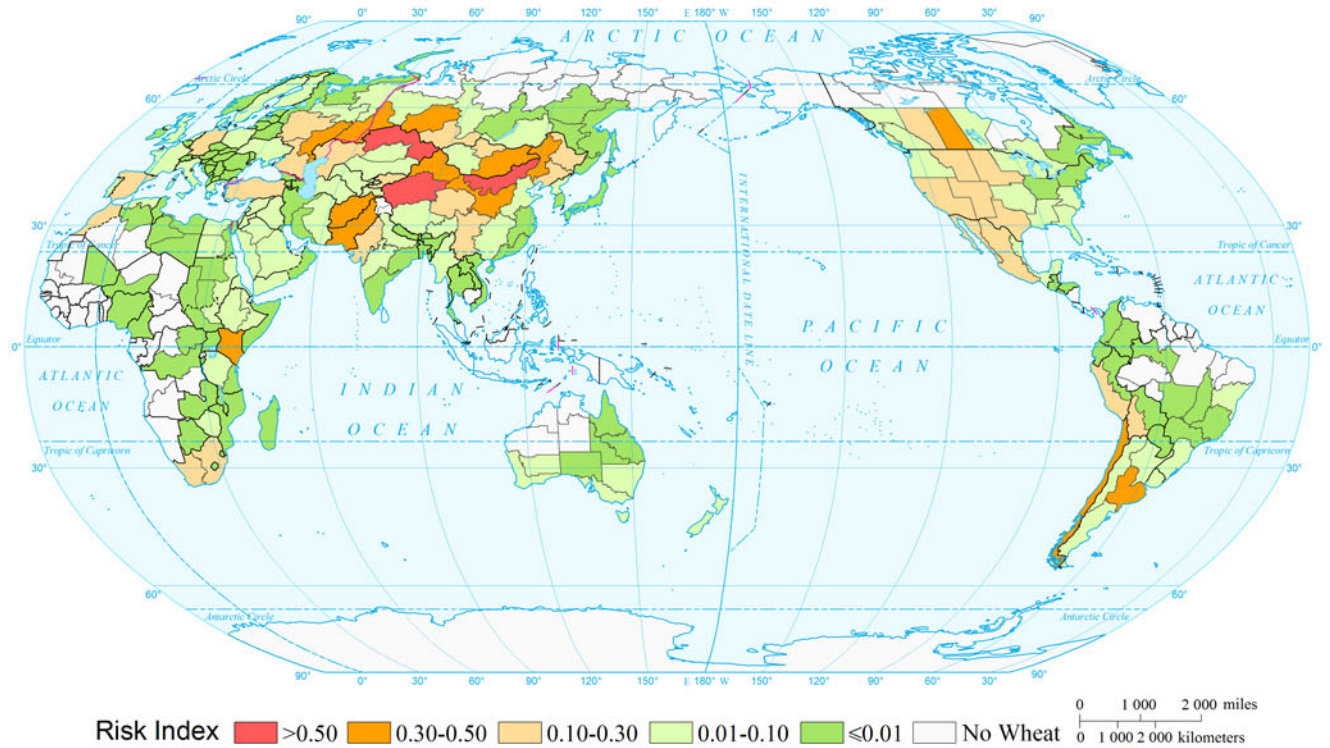 90° 0° 30° 60° 90° 120° 150° E 180° W 150° 120° 90° 60° 30° 90°
ARCTIC OCEAN
Arctic Circle Arctic Circle
60° 60°
30° 30°
Tropic of Cancer Tropic of Cancer
INTERNATIONAL DATE LINE
ATLANTIC
OCEAN
PACIFIC
OCEAN
Equator Equator
0° 0°
ATLANTIC
OCEAN
INDIAN
OCEAN
Tropic of Capricorn Tropic of Capricorn
30° 30°
60° 60°
Antarctic Circle Antarctic Circle
90° 0° 30° 60° 90° 120° 150° E 180° W 150° 120° 90° 60° 30° 90°
Risk Index >0.50 0.30-0.50 0.10-0.30 0.01-0.10 ≤0.01 No Wheat
0 1 000 2 000 miles
0 1 000 2 000 kilometers